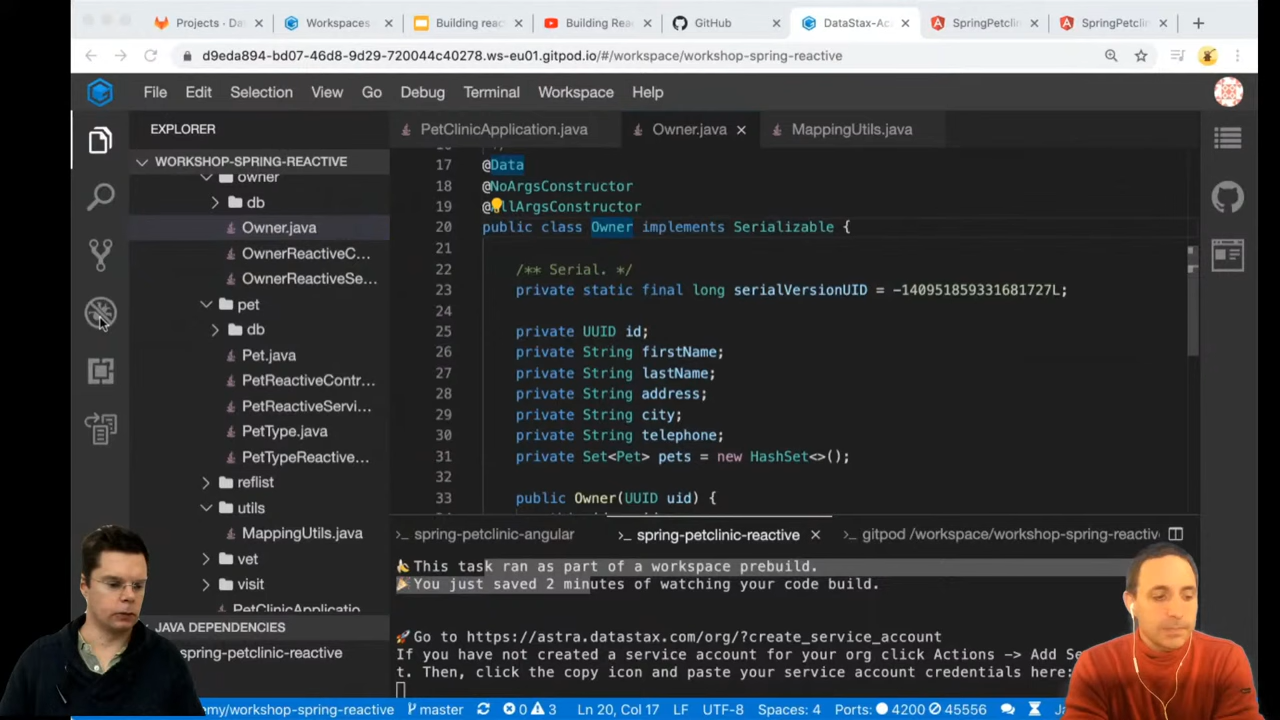 Projects - Da
Workspaces
Building reac
Building Rea
GitHub
DataStax-Ac
SpringPetclin
SpringPetcli
d9eda894-bd07-46d8-9d29-720044c40278.ws-eu01.gitpod.io/#/workspace/workshop-spring-reactive
File Edit Selection View Go Debug Terminal Workspace Help
EXPLORER
WORKSHOP-SPRING-REACTIVE
owner
db
Owner.java
OwnerReactiveC...
OwnerReactiveSe...
pet
db
Pet.java
PetReactiveContr...
PetReactiveServi...
PetType.java
PetTypeReactive...
reflist
utils
MappingUtils.java
vet
visit
PetClinicApplicatio
JAVA DEPENDENCIES
spring-petclinic-reactive
PetClinicApplication.java Owner.java MappingUtils.java
17 @Data
18 @NoArgsConstructor
19 @AllArgsConstructor
20 public class Owner implements Serializable {
21
22 /** Serial. */
23 private static final long serialVersionUID = -140951859331681727L;
24
25 private UUID id;
26 private String firstName;
27 private String lastName;
28 private String address;
29 private String city;
30 private String telephone;
31 private Set<Pet> pets = new HashSet<>();
32
33 public Owner(UUID uid) {
>_ spring-petclinic-angular >_ spring-petclinic-reactive >_ gitpod /workspace/workshop-spring-reactive
This task ran as part of a workspace prebuild.
You just saved 2 minutes of watching your code build.
Go to https://astra.datastax.com/org/?create_service_account
If you have not created a service account for your org click Actions -> Add Se
t. Then, click the copy icon and paste your service account credentials here:
emy/workshop-spring-reactive master 0 3 Ln 20, Col 17 LF UTF-8 Spaces: 4 Ports: 4200 45556 Ja